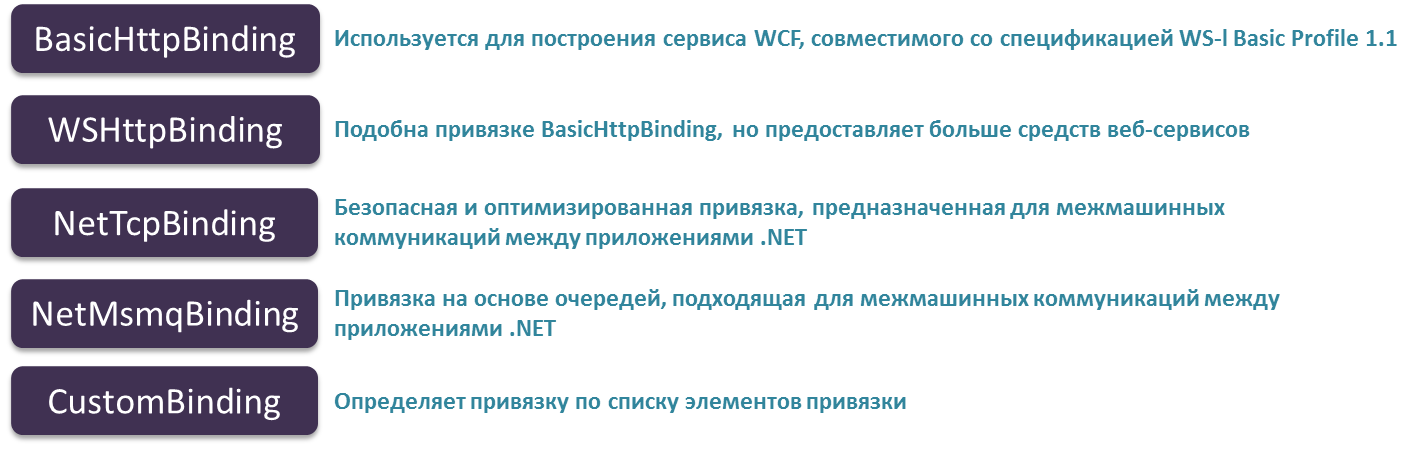 BasicHttpBinding
Используется для построения сервиса WCF, совместимого со спецификацией WS-l Basic Profile 1.1
WSHttpBinding
Подобна привязке BasicHttpBinding, но предоставляет больше средств веб-сервисов
NetTcpBinding
Безопасная и оптимизированная привязка, предназначенная для межмашинных
коммуникаций между приложениями .NET
NetMsmqBinding
Привязка на основе очередей, подходящая для межмашинных коммуникаций между
приложениями .NET
CustomBinding
Определяет привязку по списку элементов привязки